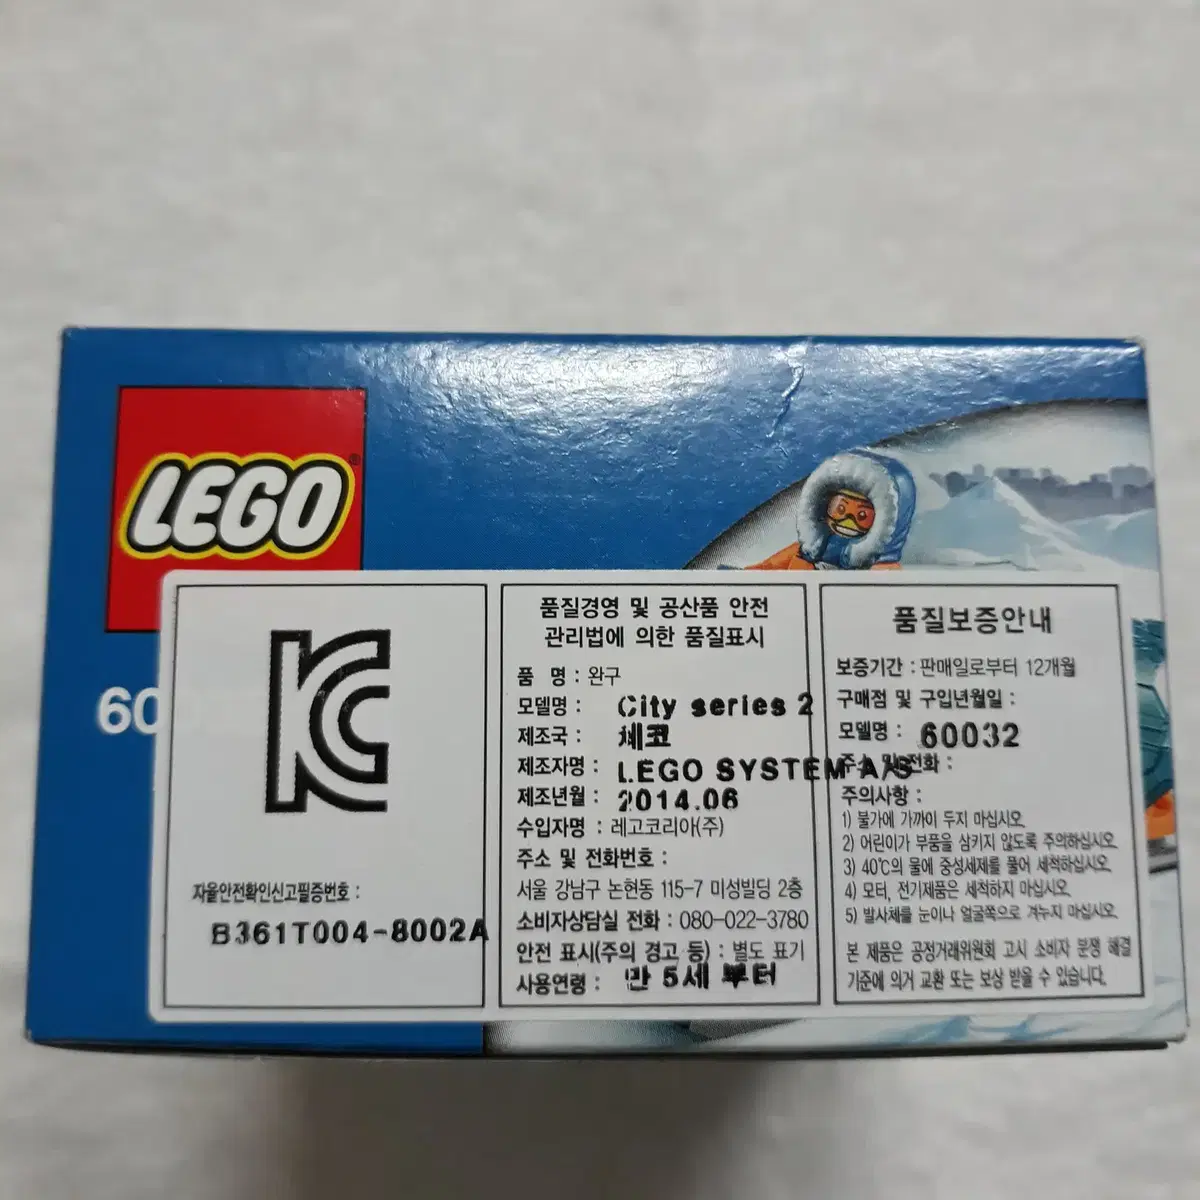 LEGO®
60
KC
자율안전확인신고필증번호 :
B361T004-8002A
품질경영 및 공산품 안전
관리법에 의한 품질표시
품 명 : 완구
모델명 : City series 2
제조국 : 체코
제조자명 : LEGO SYSTEM A/S
제조년월 : 2014.06
수입자명 : 레고코리아(주)
주소 및 전화번호 :
서울 강남구 논현동 115-7 미성빌딩 2층
소비자상담실 전화 : 080-022-3780
안전 표시(주의 경고 등) : 별도 표기
사용연령 : 만 5세 부터
품질보증안내
보증기간 : 판매일로부터 12개월
구매점 및 구입년월일 :
모델명 : 60032
주소 및 전화 :
주의사항 :
1) 불가에 가까이 두지 마십시오.
2) 어린이가 부품을 삼키지 않도록 주의하십시오.
3) 40℃의 물에 중성세제를 풀어 세척하십시오.
4) 모터, 전기제품은 세척하지 마십시오.
5) 발사체를 눈이나 얼굴쪽으로 겨누지 마십시오.
본 제품은 공정거래위원회 고시 소비자 분쟁 해결
기준에 의거 교환 또는 보상 받을 수 있습니다.